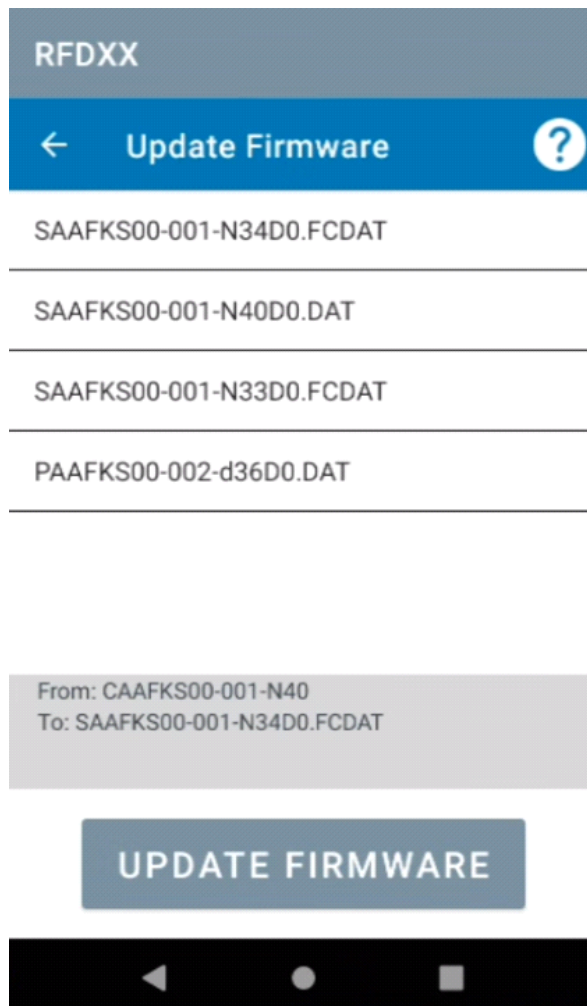 RFDXX
Update Firmware
?
SAAFKS00-001-N34D0.FCDAT
SAAFKS00-001-N40D0.DAT
SAAFKS00-001-N33D0.FCDAT
PAAFKS00-002-d36D0.DAT
From: CAAFKS00-001-N40
To: SAAFKS00-001-N34D0.FCDAT
UPDATE FIRMWARE